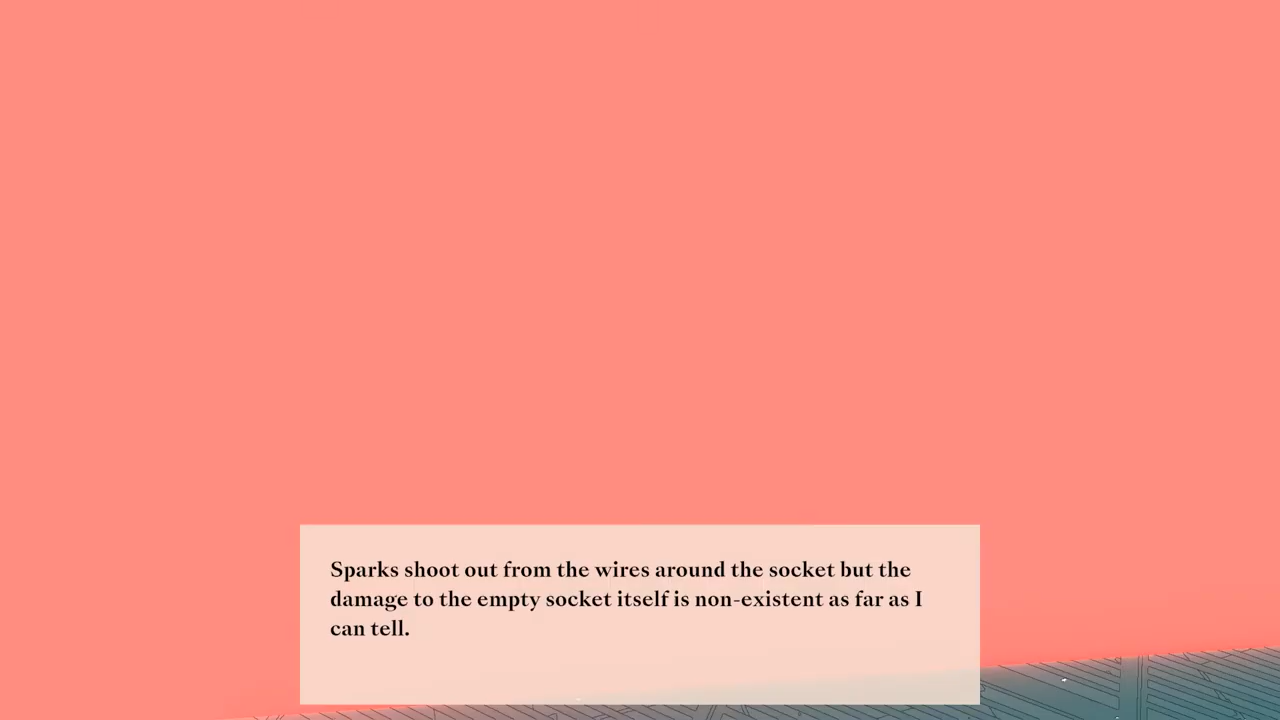 Sparks shoot out from the wires around the socket but the
damage to the empty socket itself is non-existent as far as I
can tell.